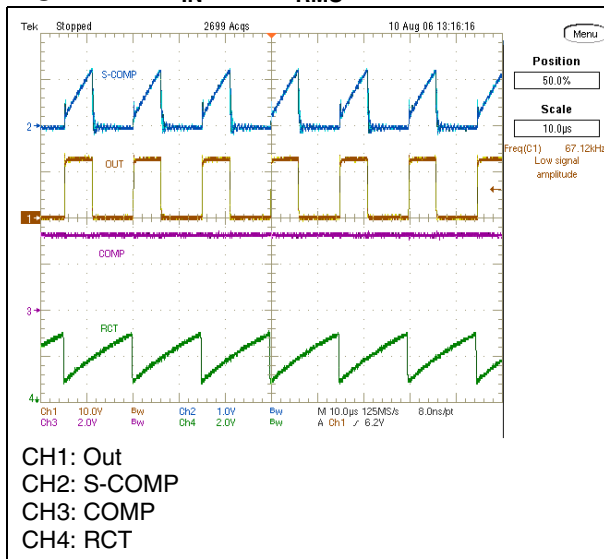 IN RMS
Tek Stopped 2699 Acqs 10 Aug 06 13:16:16
Menu
Position
50.0%
Scale
10.0µs
Freq(C1) 67.12kHz
Low signal
amplitude
S-COMP
2
OUT
1
COMP
3
RCT
4
Ch1 10.0V Bw Ch2 1.0V Bw M 10.0µs 125MS/s 8.0ns/pt
Ch3 2.0V Bw Ch4 2.0V Bw A Ch1 / 6.2V
CH1: Out
CH2: S-COMP
CH3: COMP
CH4: RCT